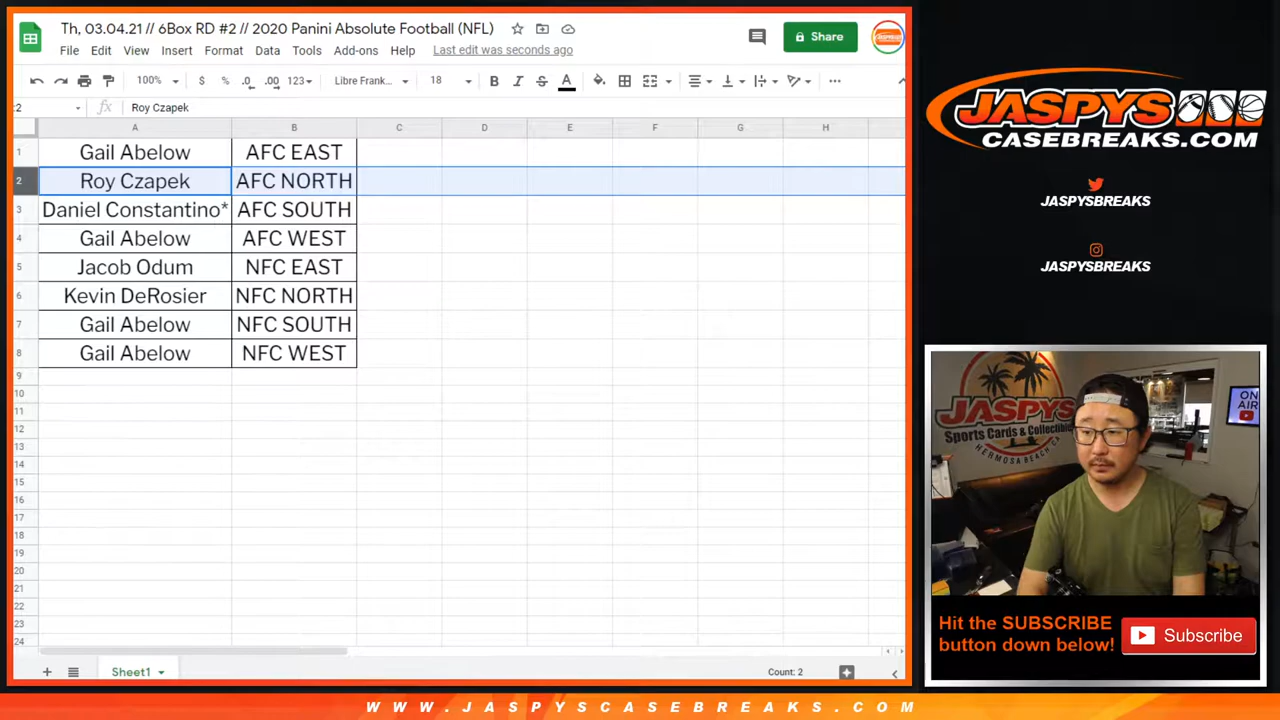 Th, 03.04.21 // 6Box RD #2 // 2020 Panini Absolute Football (NFL)
File Edit View Insert Format Data Tools Add-ons Help Last edit was seconds ago
Share
100% $ % .0 .00 123 Libre Frank... 18 B I S A
:2 fx Roy Czapek
A B C D E F G H
1 Gail Abelow AFC EAST
2 Roy Czapek AFC NORTH
3 Daniel Constantino* AFC SOUTH
4 Gail Abelow AFC WEST
5 Jacob Odum NFC EAST
6 Kevin DeRosier NFC NORTH
7 Gail Abelow NFC SOUTH
8 Gail Abelow NFC WEST
9
10
11
12
13
14
15
16
17
18
19
20
21
22
23
24
Sheet1
Count: 2
JASPYS
CASEBREAKS.COM
JASPYSBREAKS
JASPYSBREAKS
JASPYS
Sports Cards & Collectibles
HERMOSA BEACH CA
ON
AIR
Hit the SUBSCRIBE
button down below!
Subscribe
WWW.JASPYSCASEBREAKS.COM